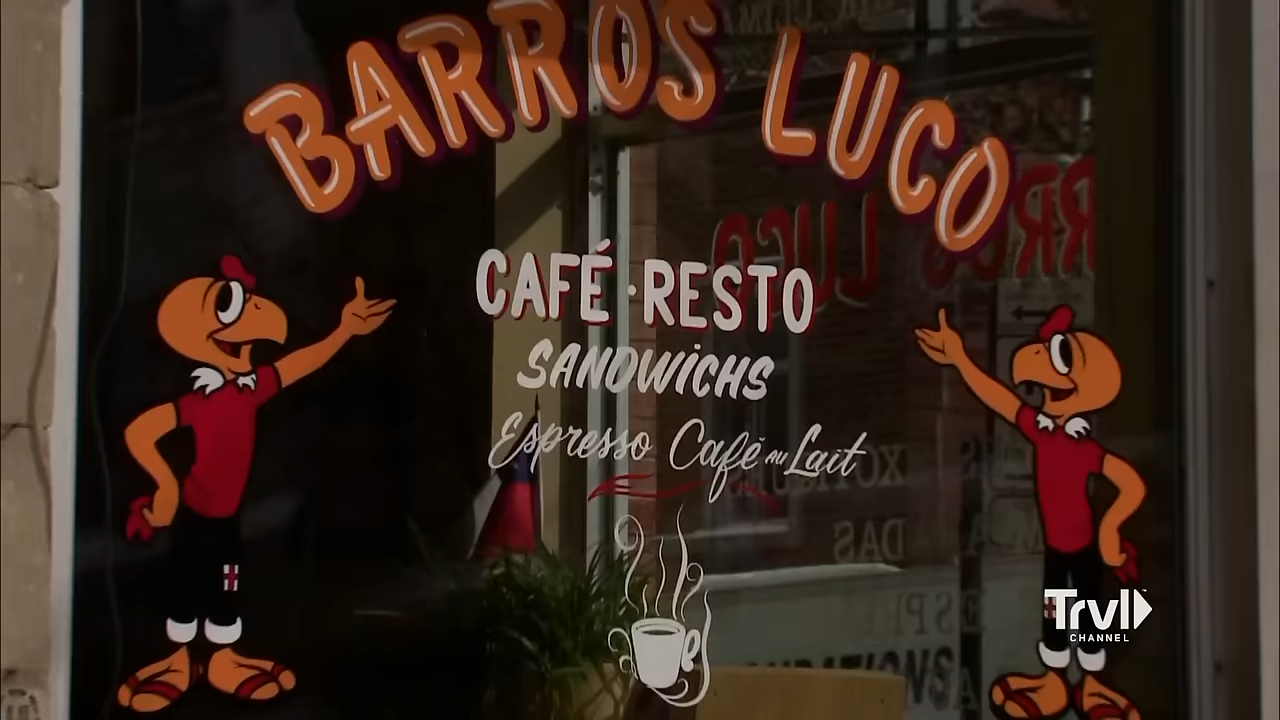 BARROS LUCO
CAFÉ · RESTO
SANDWiCHS
Espresso Café au Lait
Trvl
CHANNEL